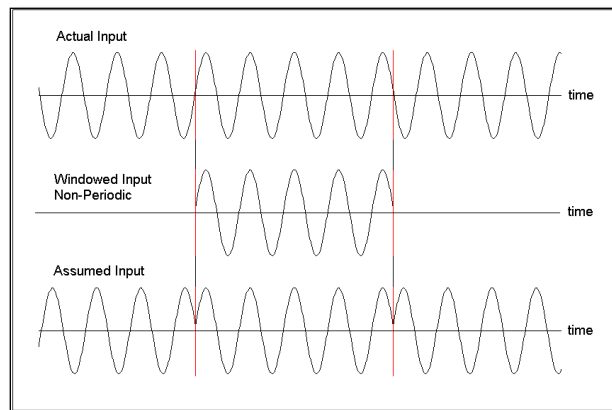 Actual Input
time
Windowed Input
Non-Periodic
time
Assumed Input
time